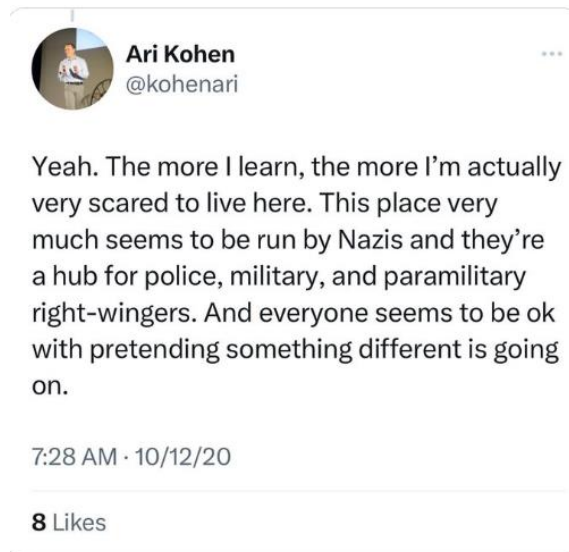 Ari Kohen
@kohenari
Yeah. The more I learn, the more I’m actually
very scared to live here. This place very
much seems to be run by Nazis and they’re
a hub for police, military, and paramilitary
right-wingers. And everyone seems to be ok
with pretending something different is going
on.
7:28 AM · 10/12/20
8 Likes